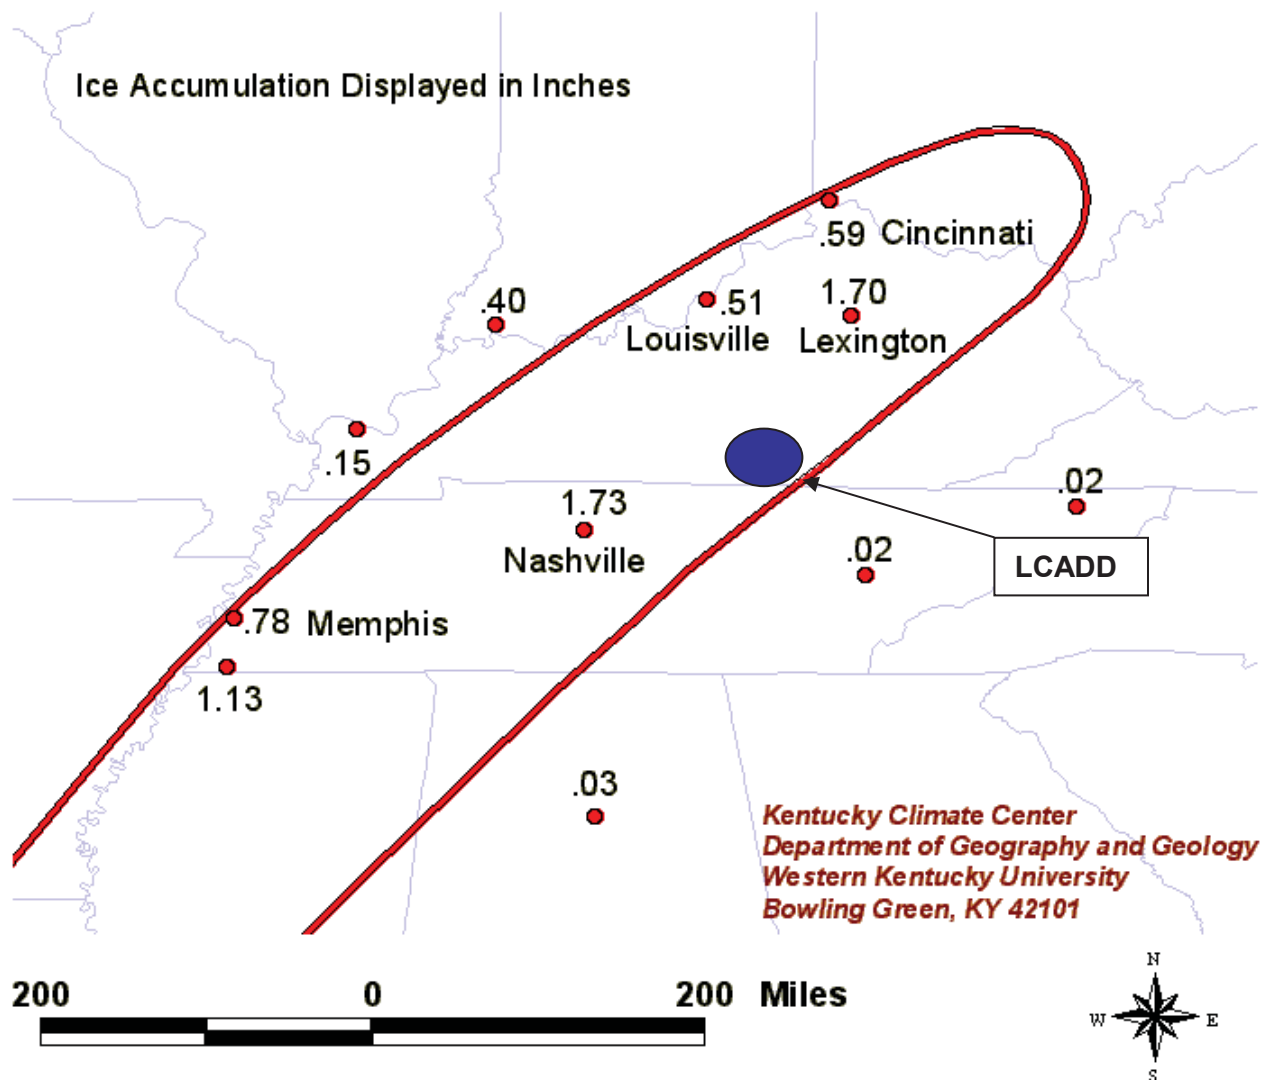 Ice Accumulation Displayed in Inches
.59 Cincinnati
.40
.51
1.70
Louisville
Lexington
.15
1.73
Nashville
.02
.02
LCADD
.78 Memphis
1.13
.03
Kentucky Climate Center
Department of Geography and Geology
Western Kentucky University
Bowling Green, KY 42101
200 0 200 Miles
N
W E
S